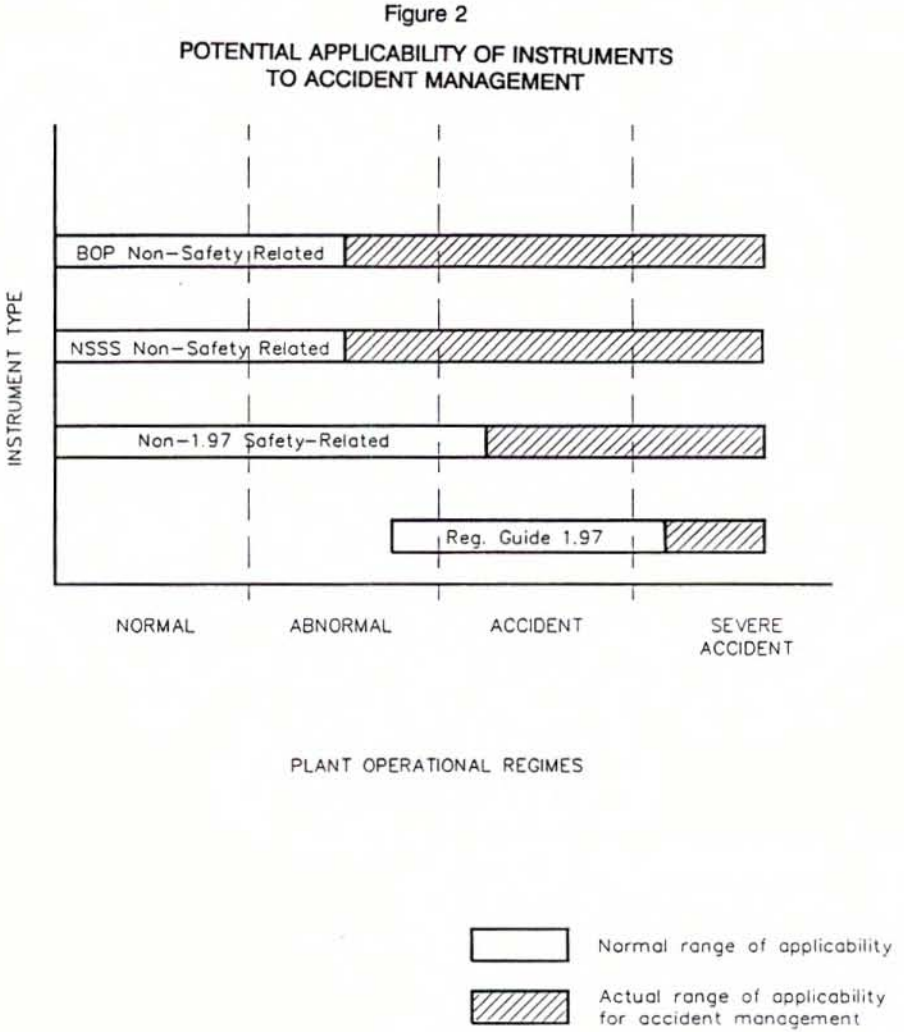 Figure 2
POTENTIAL APPLICABILITY OF INSTRUMENTS
TO ACCIDENT MANAGEMENT
INSTRUMENT TYPE
BOP Non-Safety Related
NSSS Non-Safety Related
Non-1.97 Safety-Related
Reg. Guide 1.97
NORMAL
ABNORMAL
ACCIDENT
SEVERE
ACCIDENT
PLANT OPERATIONAL REGIMES
Normal range of applicability
Actual range of applicability
for accident management